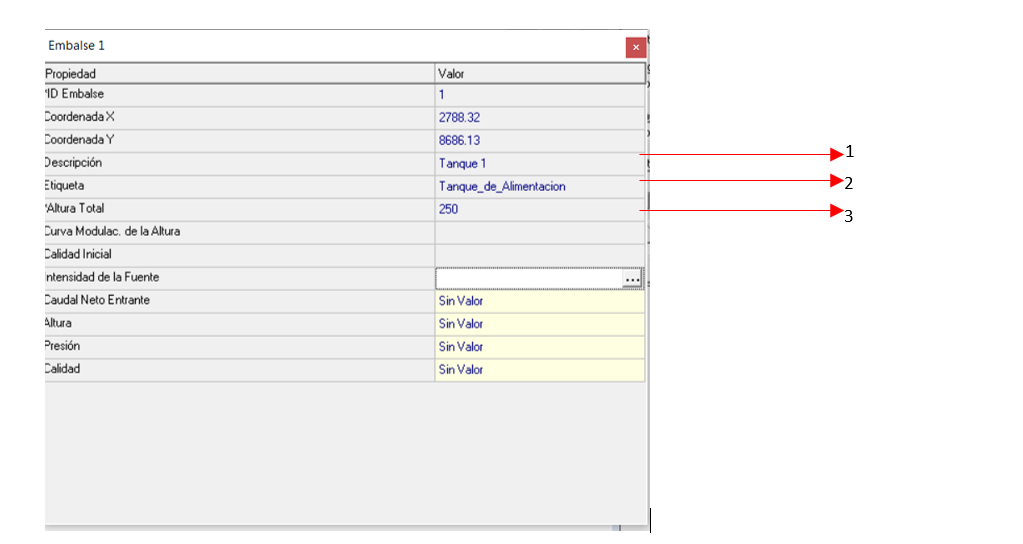 Embalse 1
Propiedad Valor
*ID Embalse 1
Coordenada X 2788.32
Coordenada Y 8686.13
Descripción Tanque 1
Etiqueta Tanque_de_Alimentacion
*Altura Total 250
Curva Modulac. de la Altura
Calidad Inicial
Intensidad de la Fuente ...
Caudal Neto Entrante Sin Valor
Altura Sin Valor
Presión Sin Valor
Calidad Sin Valor
1
2
3